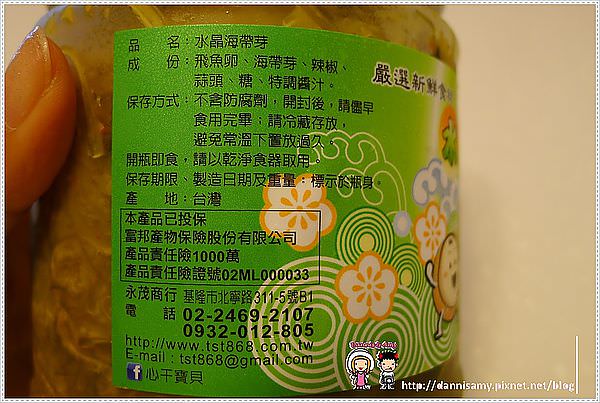 品　　名：水晶海帶芽
成　　份：飛魚卵、海帶芽、辣椒、
蒜頭、糖、特調醬汁。
保存方式：不含防腐劑，開封後，請儘早
食用完畢；請冷藏存放，
避免常溫下置放過久。
開瓶即食，請以乾淨食器取用。
保存期限、製造日期及重量：標示於瓶身。
產　　地：台灣
本產品已投保
富邦產物保險股份有限公司
產品責任險1000萬
產品責任險證號02ML000033
永茂商行 基隆市北寧路311-5號B1
電　　話 02-2469-2107
0932-012-805
http://www.tst868.com.tw
E-mail : tst868@gmail.com
f 心干寶貝
嚴選新鮮食材
http://dannisamy.pixnet.net/blog